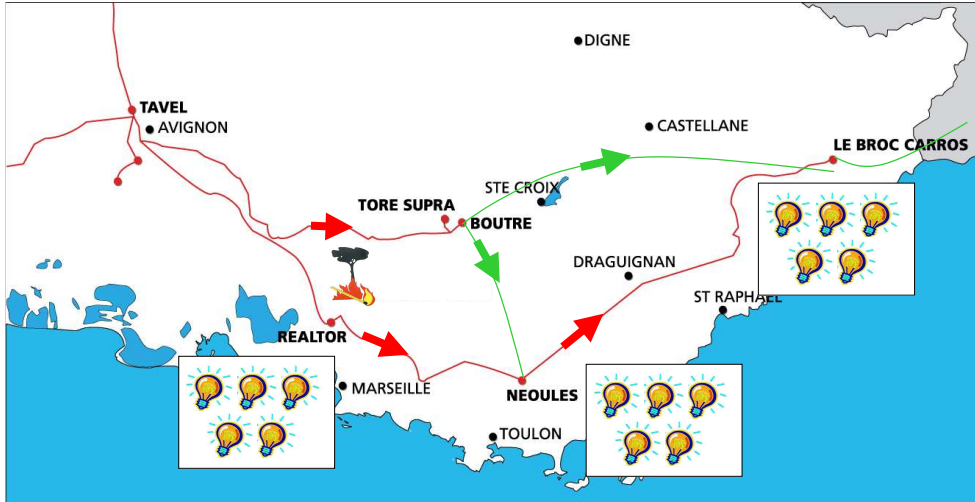 DIGNE
TAVEL
AVIGNON
CASTELLANE
LE BROC CARROS
STE CROIX
TORE SUPRA
BOUTRE
DRAGUIGNAN
ST RAPHAEL
REALTOR
MARSEILLE
NEOULES
TOULON